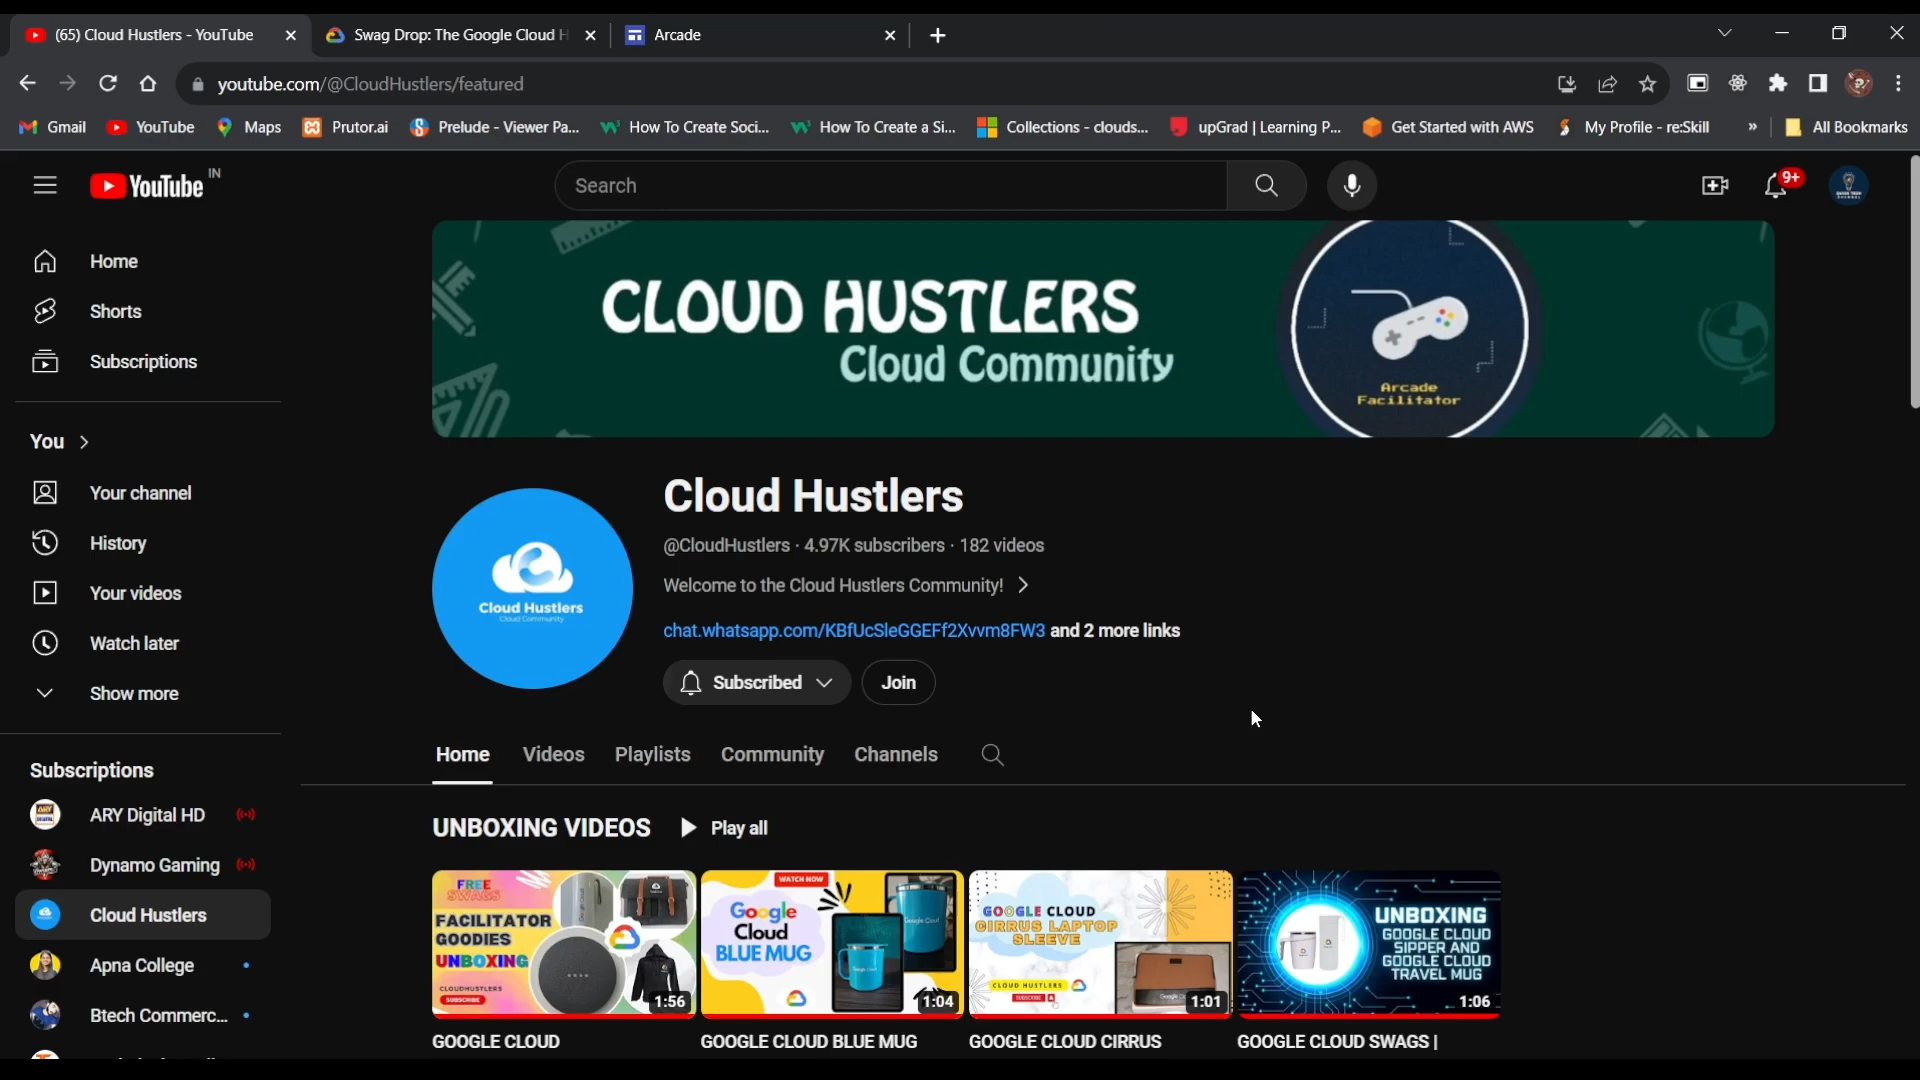 (65) Cloud Hustlers - YouTube
Swag Drop: The Google Cloud H
Arcade
youtube.com/@CloudHustlers/featured
Gmail
YouTube
Maps
Prutor.ai
Prelude - Viewer Pa...
How To Create Soci...
How To Create a Si...
Collections - clouds...
upGrad | Learning P...
Get Started with AWS
My Profile - re:Skill
»
All Bookmarks
YouTube IN
Search
9+
Home
Shorts
Subscriptions
You
Your channel
History
Your videos
Watch later
Show more
Subscriptions
ARY Digital HD
Dynamo Gaming
Cloud Hustlers
Apna College
Btech Commerc...
CLOUD HUSTLERS
Cloud Community
Arcade
Facilitator
Cloud Hustlers
Cloud Community
Cloud Hustlers
@CloudHustlers · 4.97K subscribers · 182 videos
Welcome to the Cloud Hustlers Community!
chat.whatsapp.com/KBfUcSleGGEFf2Xvvm8FW3 and 2 more links
Subscribed
Join
Home
Videos
Playlists
Community
Channels
UNBOXING VIDEOS
Play all
FREE
SWAGS
FACILITATOR
GOODIES
UNBOXING
CLOUDHUSTLERS
SUBSCRIBE
1:56
GOOGLE CLOUD
WATCH NOW
Google
Cloud
BLUE MUG
1:04
GOOGLE CLOUD BLUE MUG
GOOGLE CLOUD
CIRRUS LAPTOP
SLEEVE
CLOUD HUSTLERS
SUBSCRIBE
1:01
GOOGLE CLOUD CIRRUS
UNBOXING
GOOGLE CLOUD
SIPPER AND
GOOGLE CLOUD
TRAVEL MUG
1:06
GOOGLE CLOUD SWAGS |